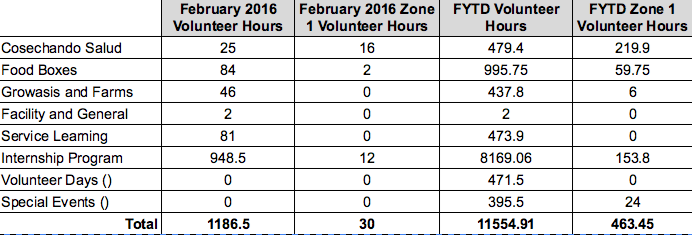 February 2016 Volunteer Hours February 2016 Zone 1 Volunteer Hours FYTD Volunteer Hours FYTD Zone 1 Volunteer Hours
Cosechando Salud 25 16 479.4 219.9
Food Boxes 84 2 995.75 59.75
Growasis and Farms 46 0 437.8 6
Facility and General 2 0 2 0
Service Learning 81 0 473.9 0
Internship Program 948.5 12 8169.06 153.8
Volunteer Days () 0 0 471.5 0
Special Events () 0 0 395.5 24
Total 1186.5 30 11554.91 463.45